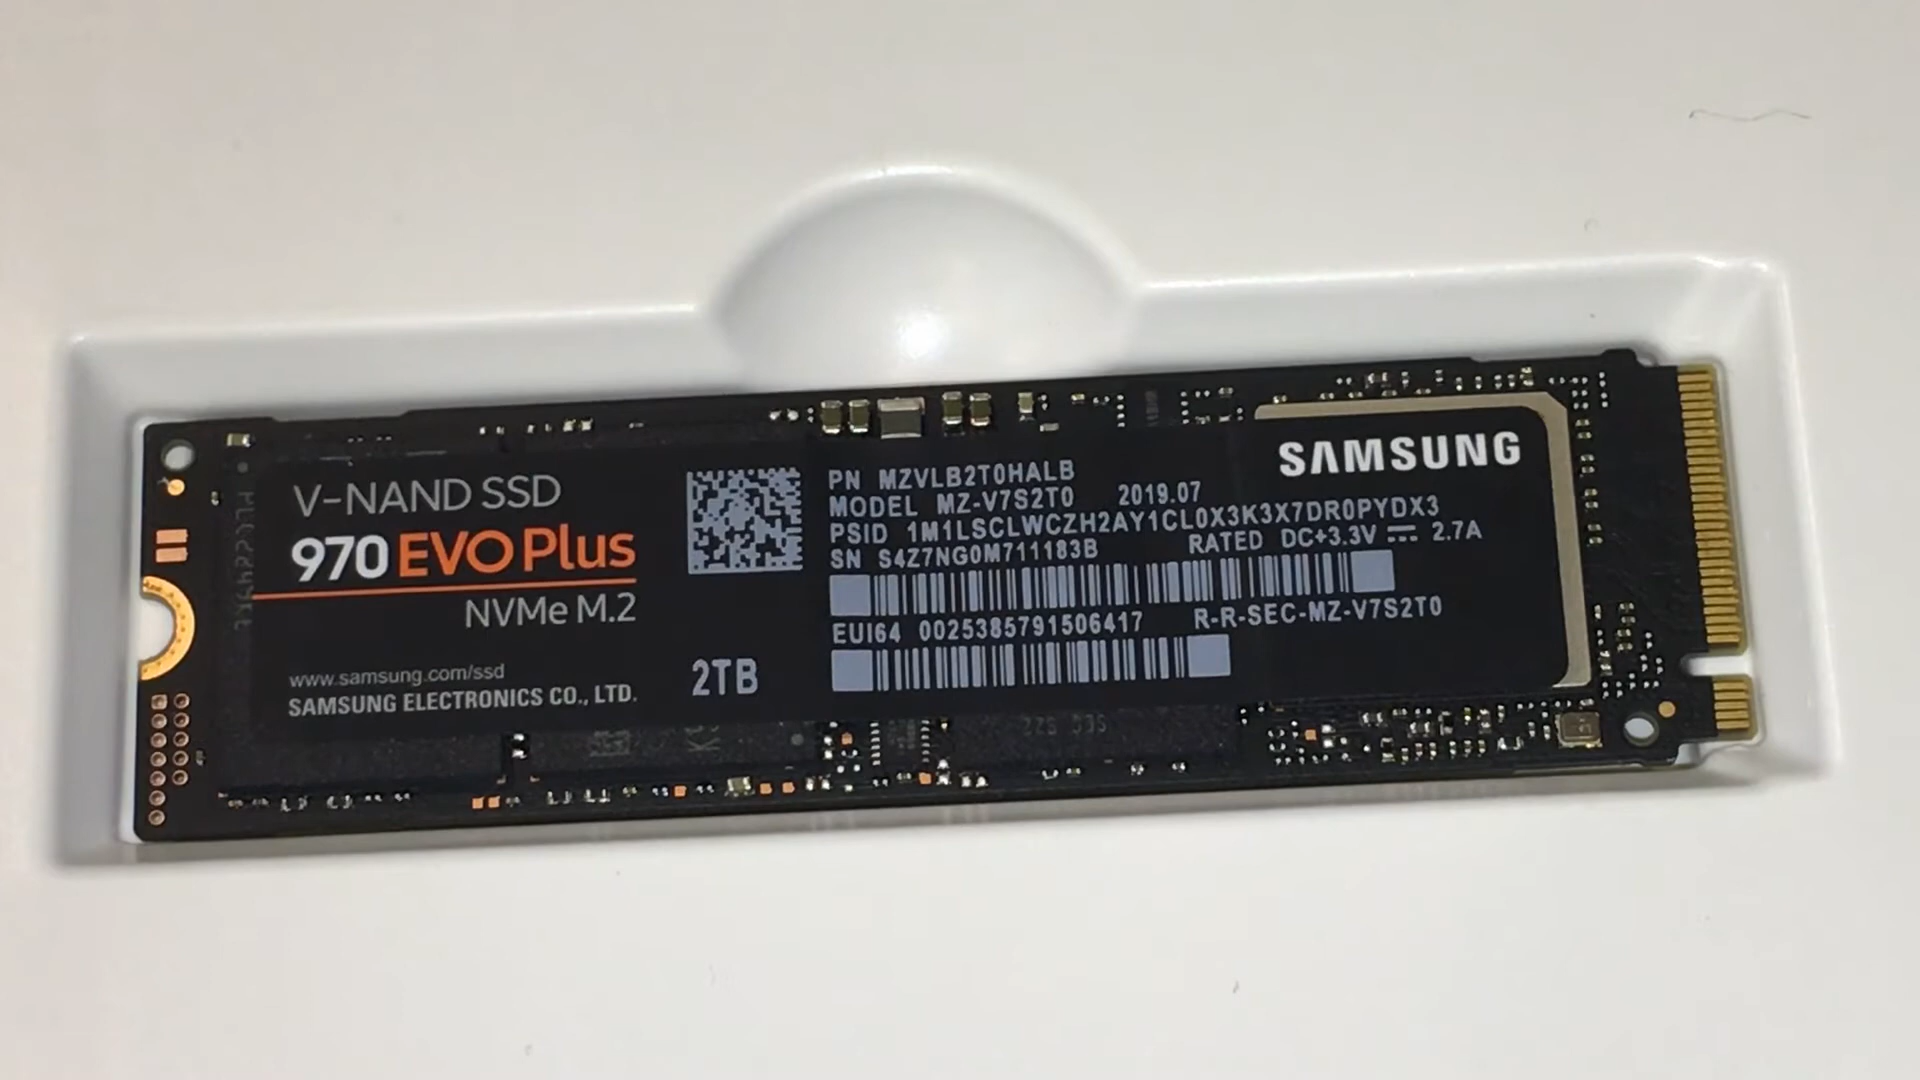 V-NAND SSD
970 EVO Plus
NVMe M.2
www.samsung.com/ssd
SAMSUNG ELECTRONICS CO., LTD.
2TB
SAMSUNG
PN MZVLB2T0HALB
MODEL MZ-V7S2T0 2019.07
PSID 1M1LSCLWCZH2AY1CL0X3K3X7DR0PYDX3
SN S4Z7NG0M711183B RATED DC+3.3V ⎓ 2.7A
EUI64 0025385791506417 R-R-SEC-MZ-V7S2T0